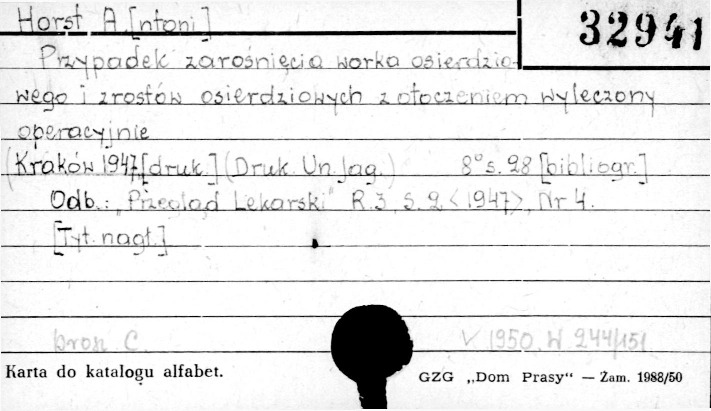 Horst A.[ntoni]
32941
Przypadek zarośnięcia worka osierdzio-
wego i zrostów osierdziowych z otoczeniem wyleczony
operacyjnie
(Kraków 1947 [druk.] (Druk. Un. Jag.) 8° s. 28 [bibliogr.]
Odb.: "Przegląd Lekarski" R. 3, S. 2 <1947>, Nr 4.
[Tyt. nagł.]
brosz C. V 1950. W 244/151
Karta do katalogu alfabet.
GZG „Dom Prasy“ — Zam. 1988/50